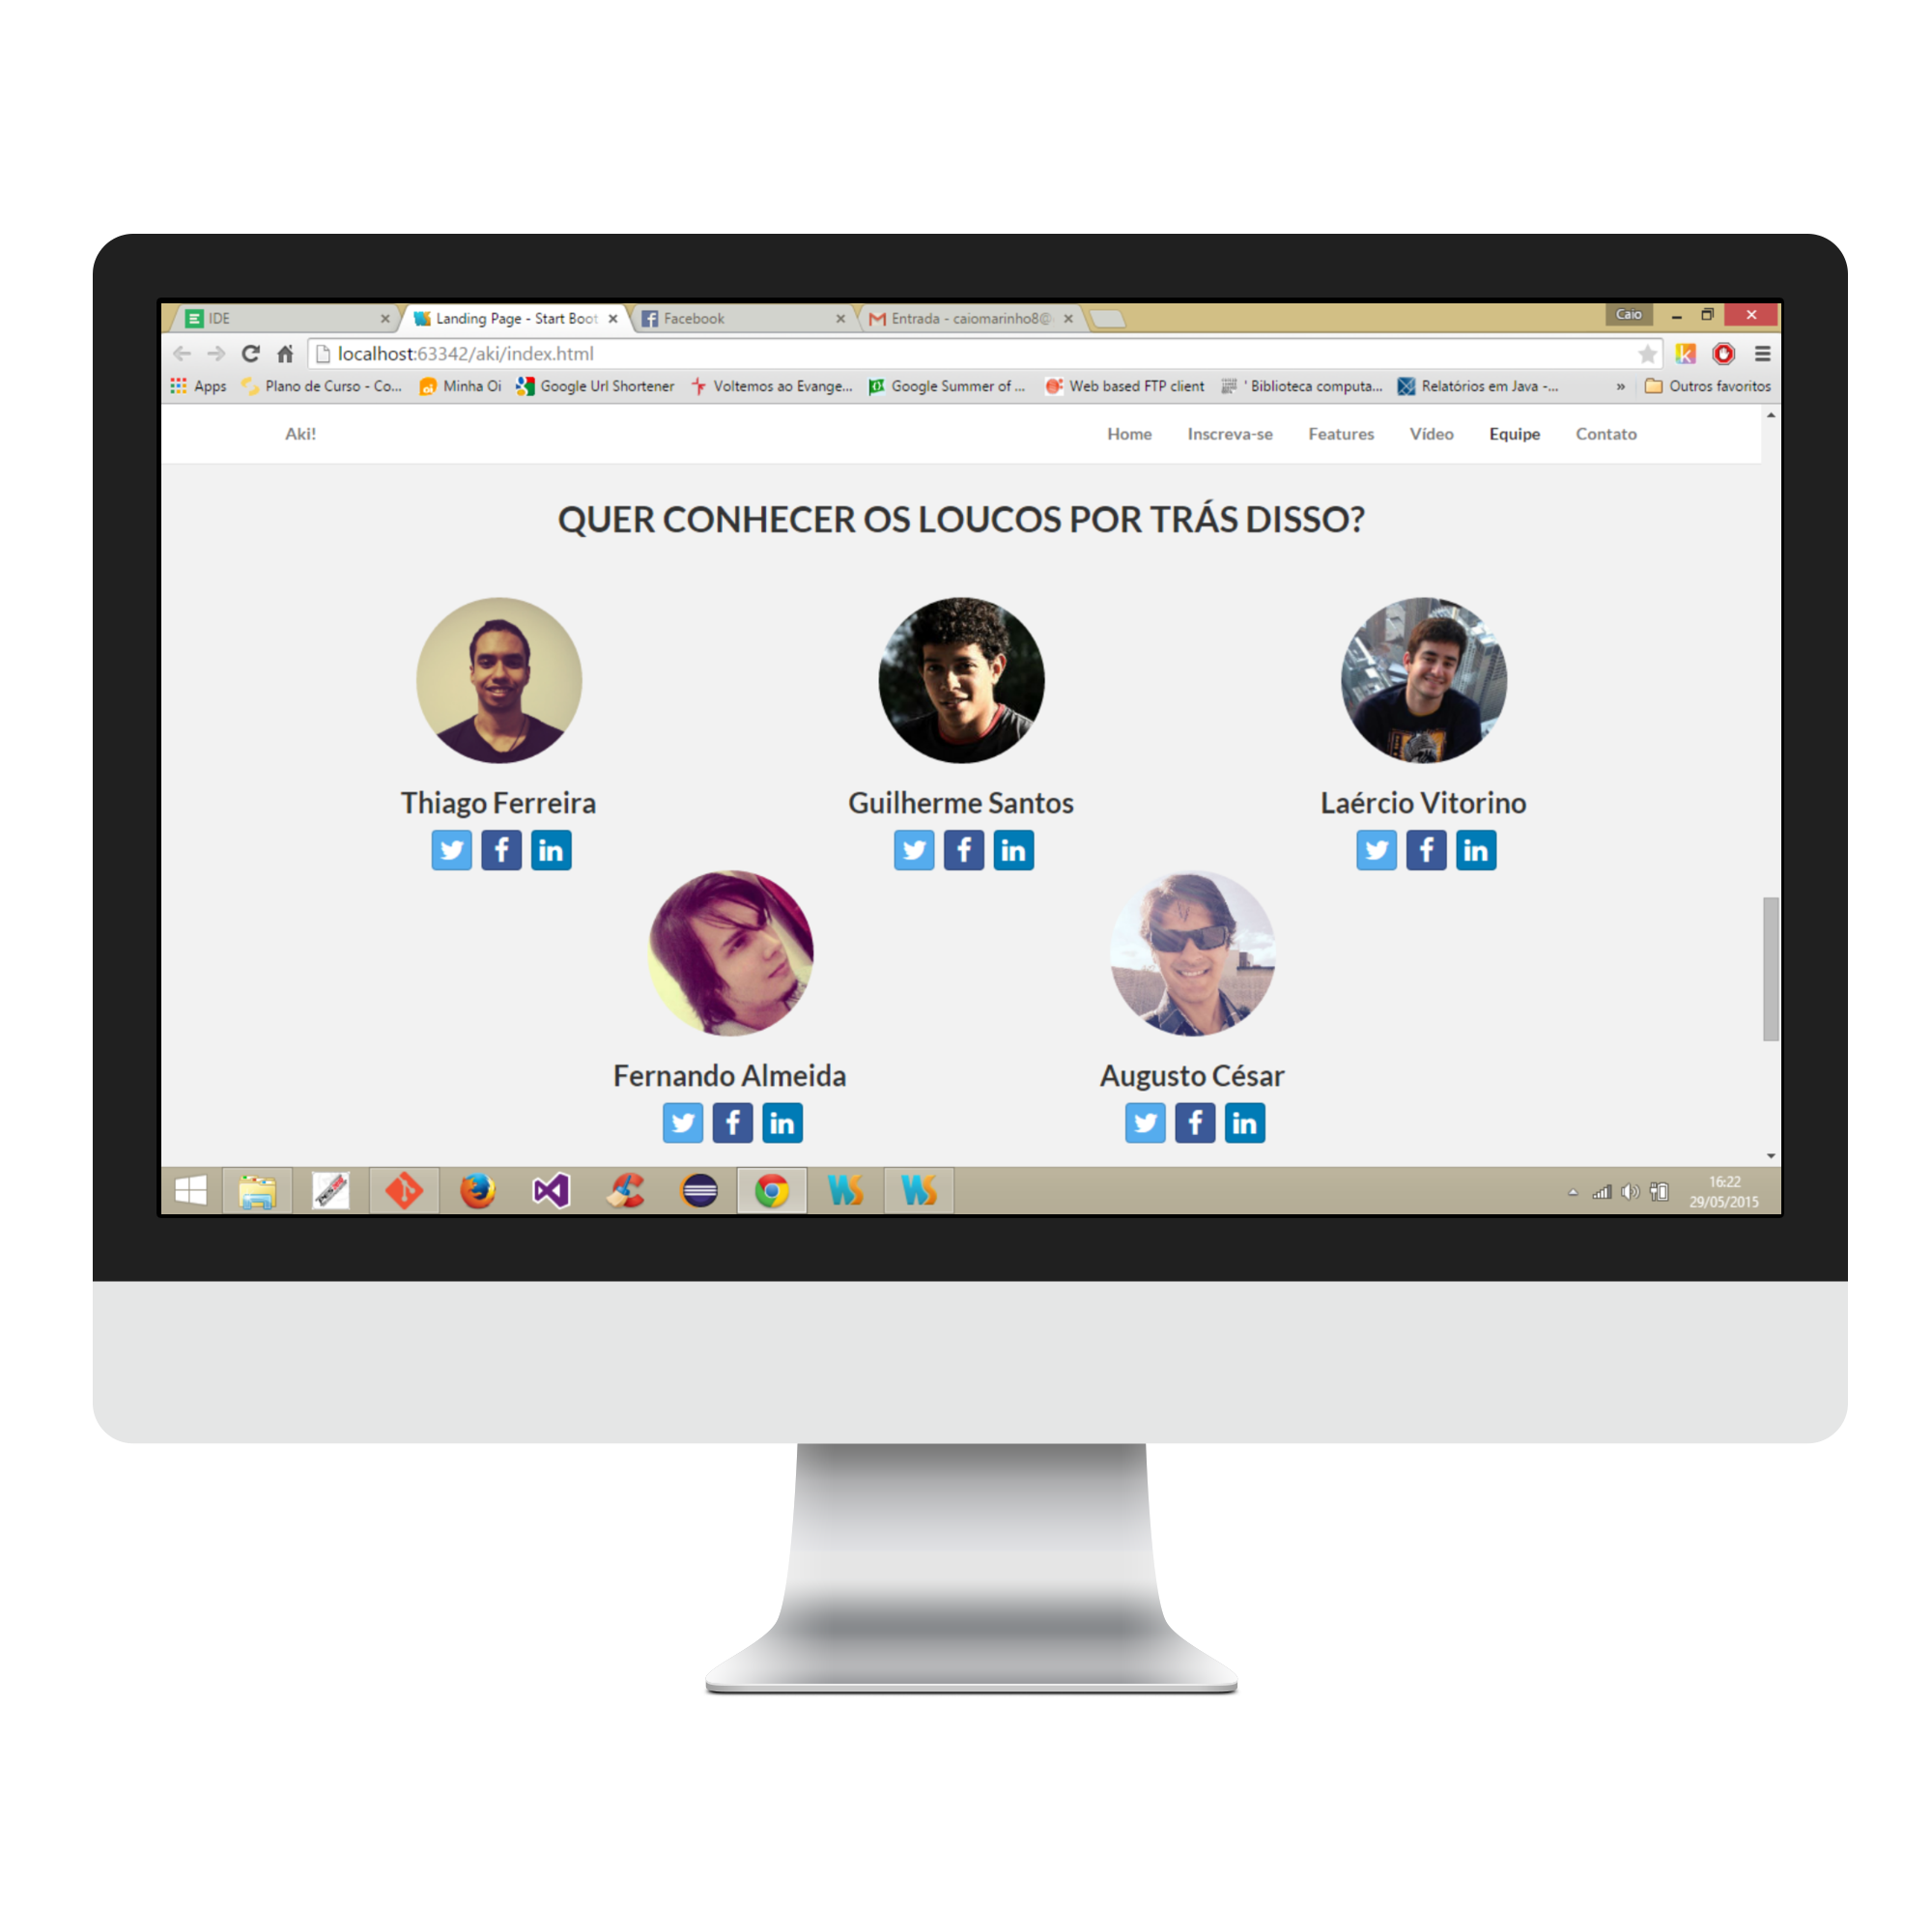 IDE
Landing Page - Start Boot
Facebook
Entrada - caiomarinho8@
Caio
localhost:63342/aki/index.html
Apps
Plano de Curso - Co...
Minha Oi
Google Url Shortener
Voltemos ao Evange...
Google Summer of ...
Web based FTP client
' Biblioteca computa...
Relatórios em Java -...
»
Outros favoritos
Aki!
Home
Inscreva-se
Features
Vídeo
Equipe
Contato
QUER CONHECER OS LOUCOS POR TRÁS DISSO?
Thiago Ferreira
Guilherme Santos
Laércio Vitorino
Fernando Almeida
Augusto César
16:22
29/05/2015